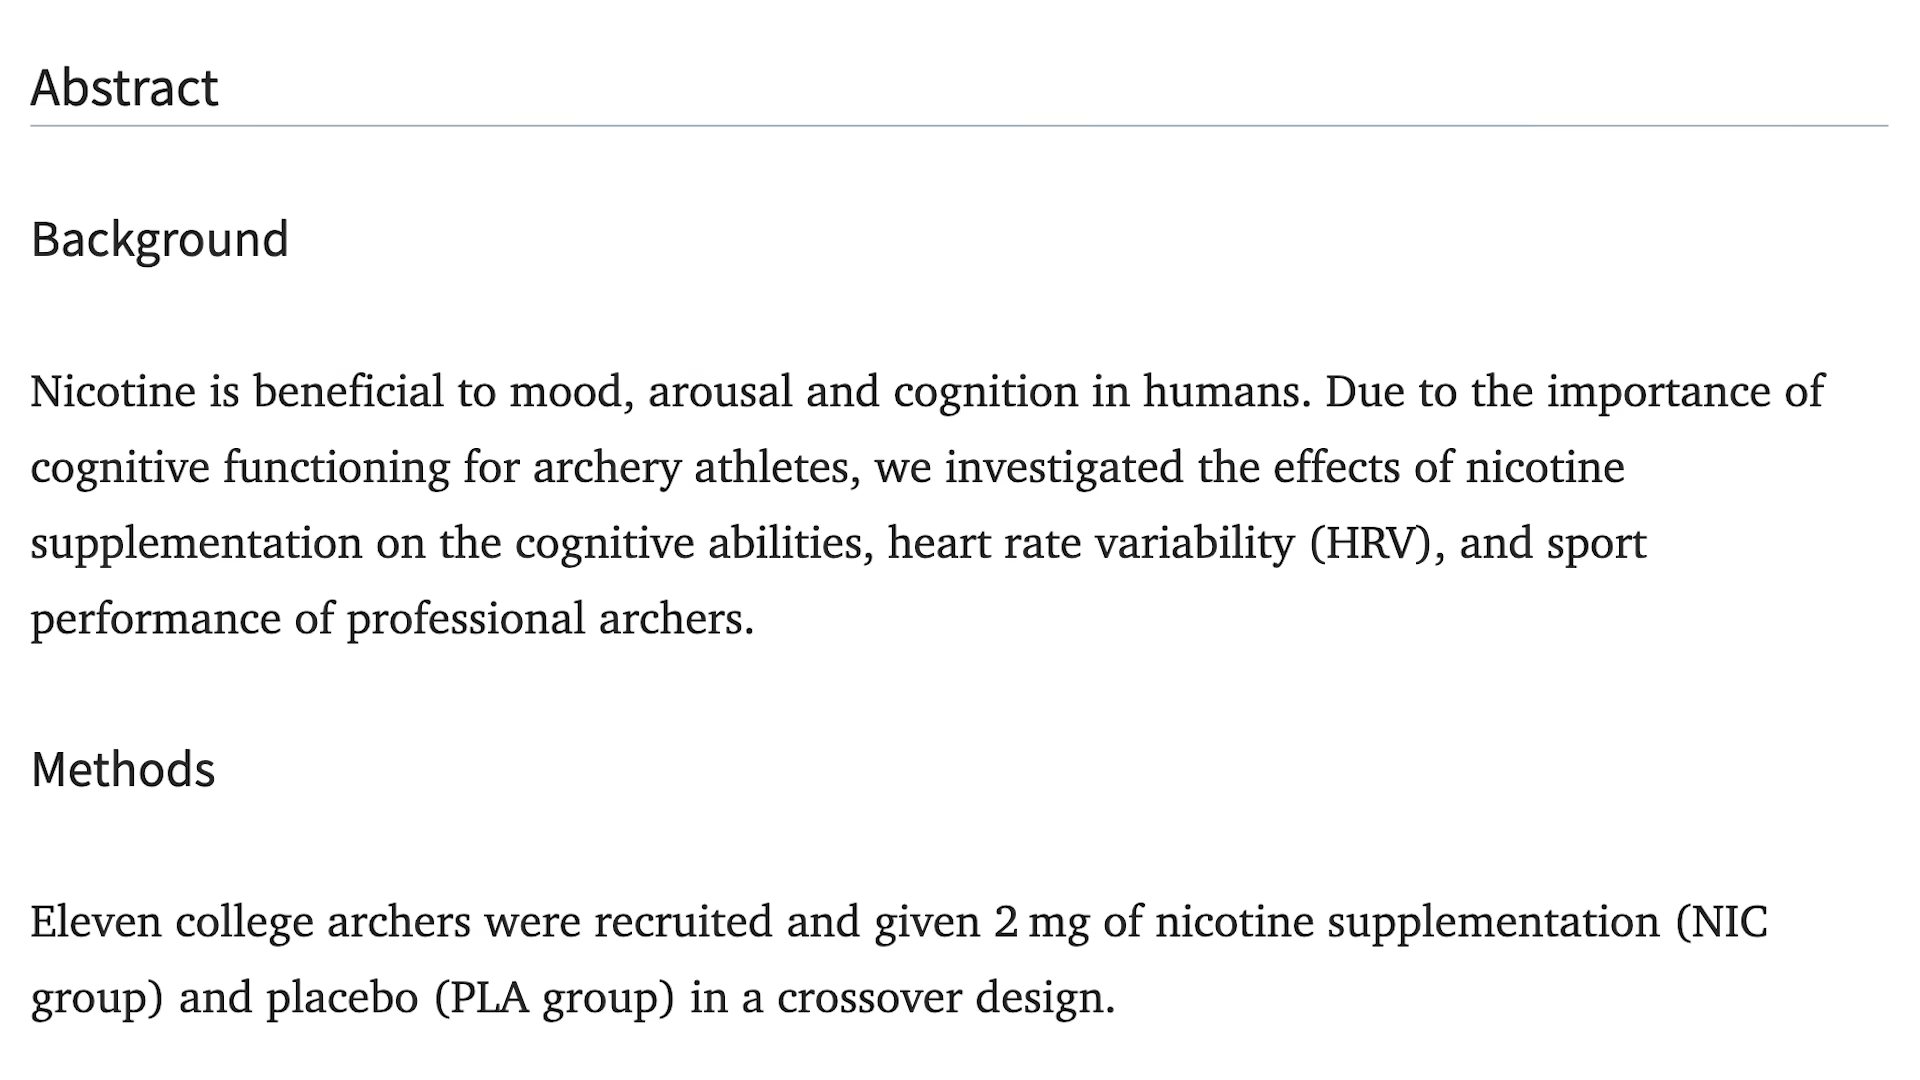 Abstract
Background
Nicotine is beneficial to mood, arousal and cognition in humans. Due to the importance of
cognitive functioning for archery athletes, we investigated the effects of nicotine
supplementation on the cognitive abilities, heart rate variability (HRV), and sport
performance of professional archers.
Methods
Eleven college archers were recruited and given 2 mg of nicotine supplementation (NIC
group) and placebo (PLA group) in a crossover design.